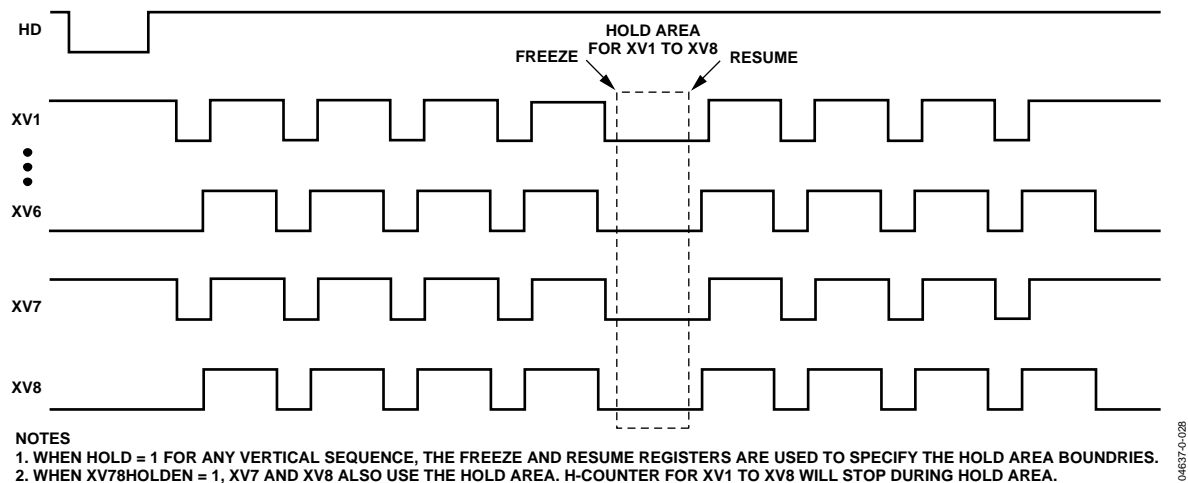 HD
HOLD AREA
FOR XV1 TO XV8
FREEZE
RESUME
XV1
XV6
XV7
XV8
NOTES
1. WHEN HOLD = 1 FOR ANY VERTICAL SEQUENCE, THE FREEZE AND RESUME REGISTERS ARE USED TO SPECIFY THE HOLD AREA BOUNDRIES.
2. WHEN XV78HOLDEN = 1, XV7 AND XV8 ALSO USE THE HOLD AREA. H-COUNTER FOR XV1 TO XV8 WILL STOP DURING HOLD AREA.
04637-0-028